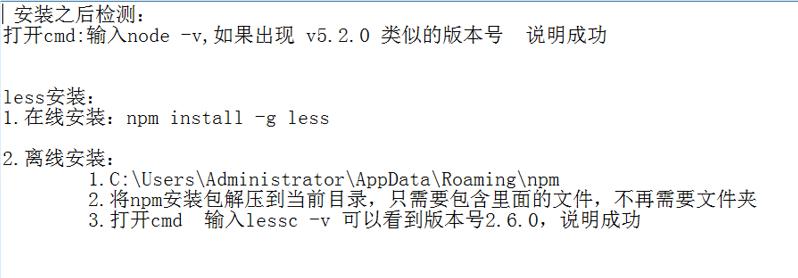 安装之后检测：
打开cmd:输入node -v,如果出现 v5.2.0 类似的版本号  说明成功
less安装：
1.在线安装：npm install -g less
2.离线安装：
1.C:\Users\Administrator\AppData\Roaming\npm
2.将npm安装包解压到当前目录，只需要包含里面的文件，不再需要文件夹
3.打开cmd  输入lessc -v 可以看到版本号2.6.0，说明成功